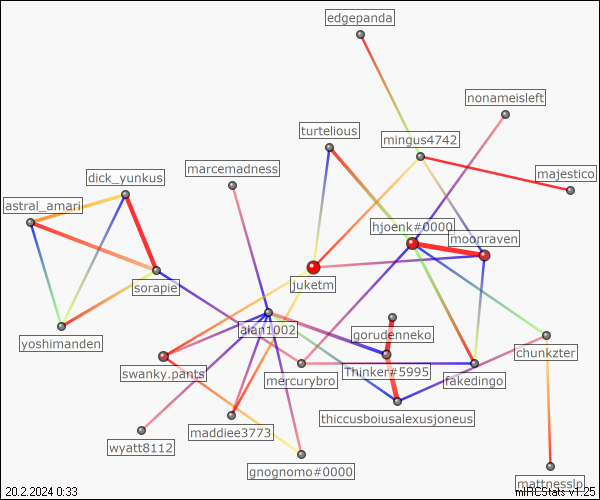 edgepanda
nonameisleft
turtelious
mingus4742
marcemadness
majestico
dick_yunkus
astral_amari
hjoenk#0000
moonraven
sorapie
juketm
alan1002
gorudenneko
yoshimanden
chunkzter
swanky.pants
mercurybro
Thinker#5995
fakedingo
thiccusboiusalexusjoneus
maddiee3773
wyatt8112
gnognomo#0000
mattnesslp
20.2.2024 0:33
mIRCStats v1.25